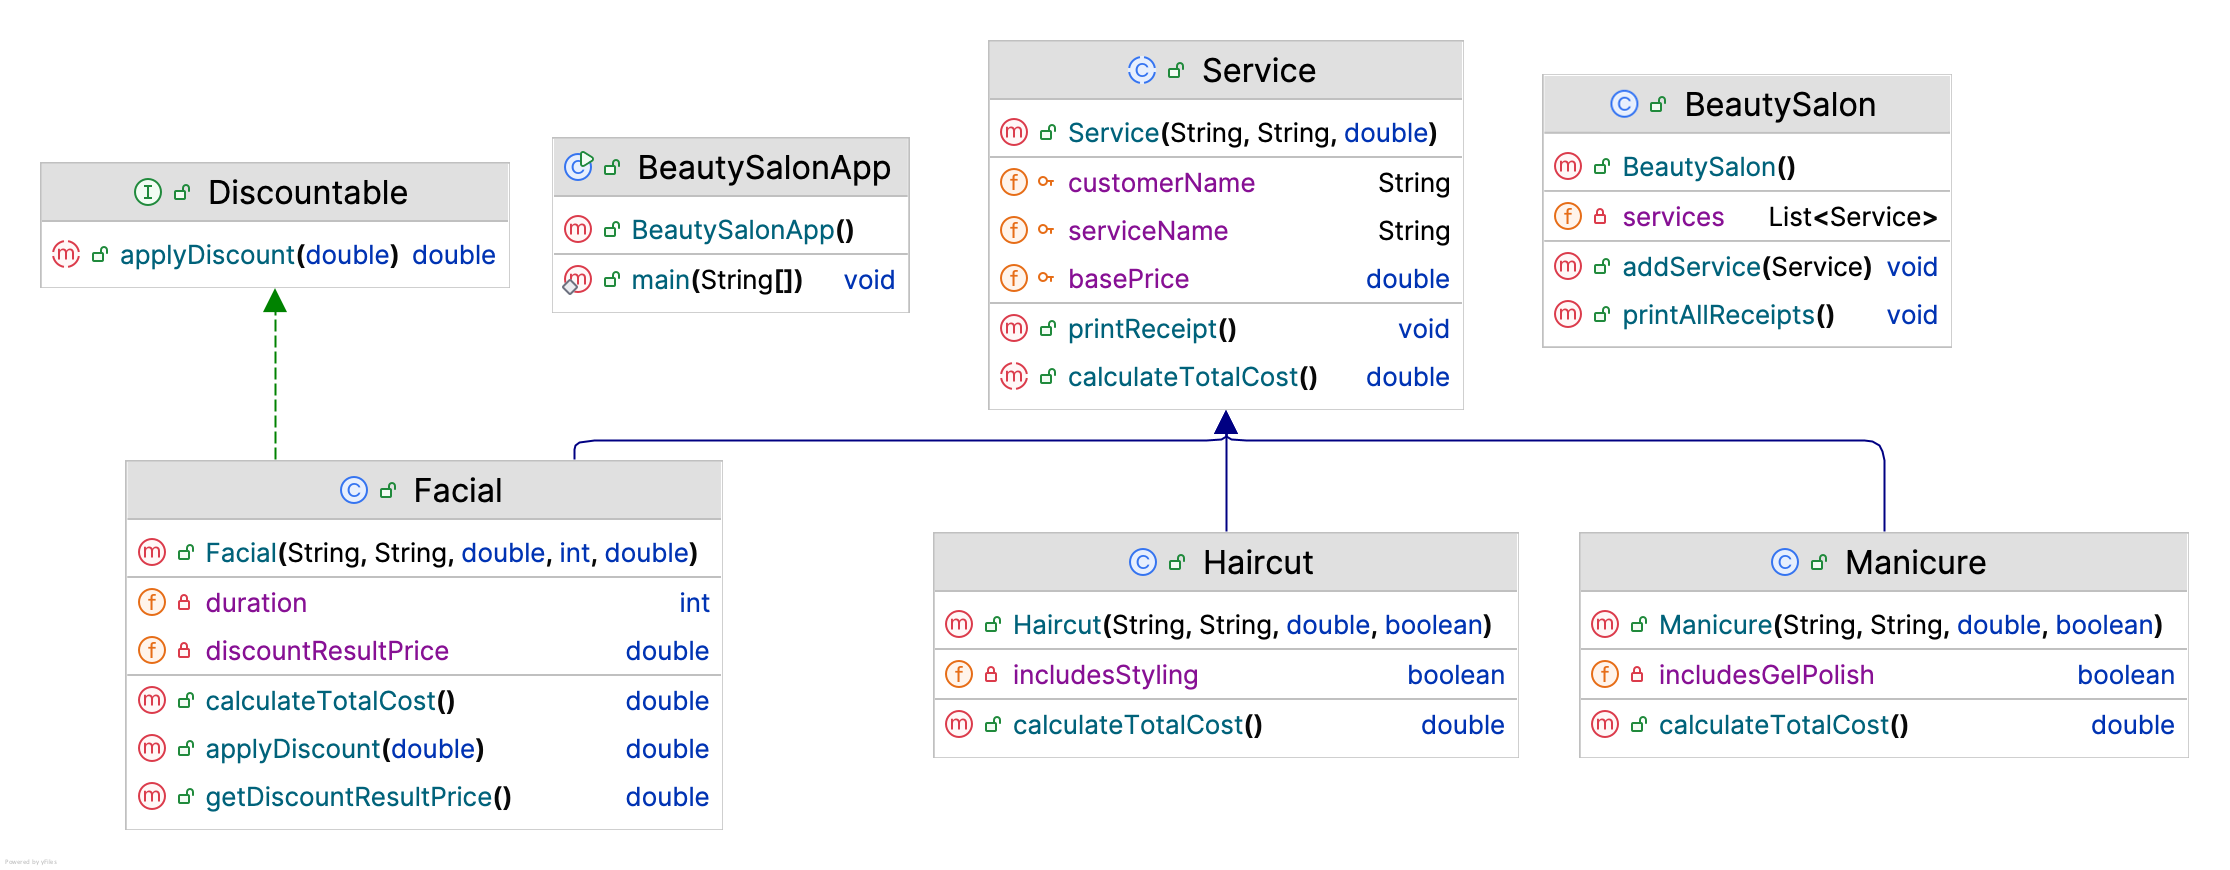 Discountable
applyDiscount(double) double
BeautySalonApp
BeautySalonApp()
main(String[]) void
Service
Service(String, String, double)
customerName String
serviceName String
basePrice double
printReceipt() void
calculateTotalCost() double
BeautySalon
BeautySalon()
services List<Service>
addService(Service) void
printAllReceipts() void
Facial
Facial(String, String, double, int, double)
duration int
discountResultPrice double
calculateTotalCost() double
applyDiscount(double) double
getDiscountResultPrice() double
Haircut
Haircut(String, String, double, boolean)
includesStyling boolean
calculateTotalCost() double
Manicure
Manicure(String, String, double, boolean)
includesGelPolish boolean
calculateTotalCost() double
Powered by yFiles